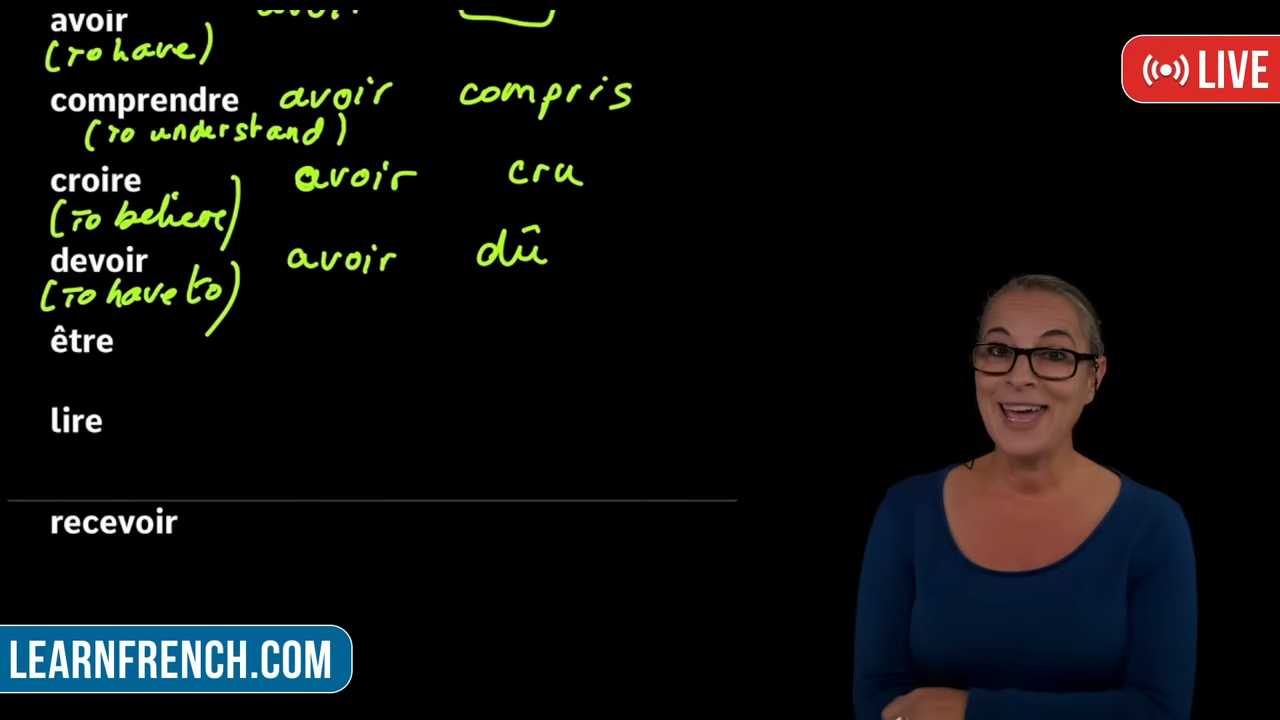 avoir avoir
(To have)
comprendre avoir compris
(To understand)
croire avoir cru
(To believe)
devoir avoir dû
(To have to)
être
lire
recevoir
LIVE
LEARNFRENCH.COM